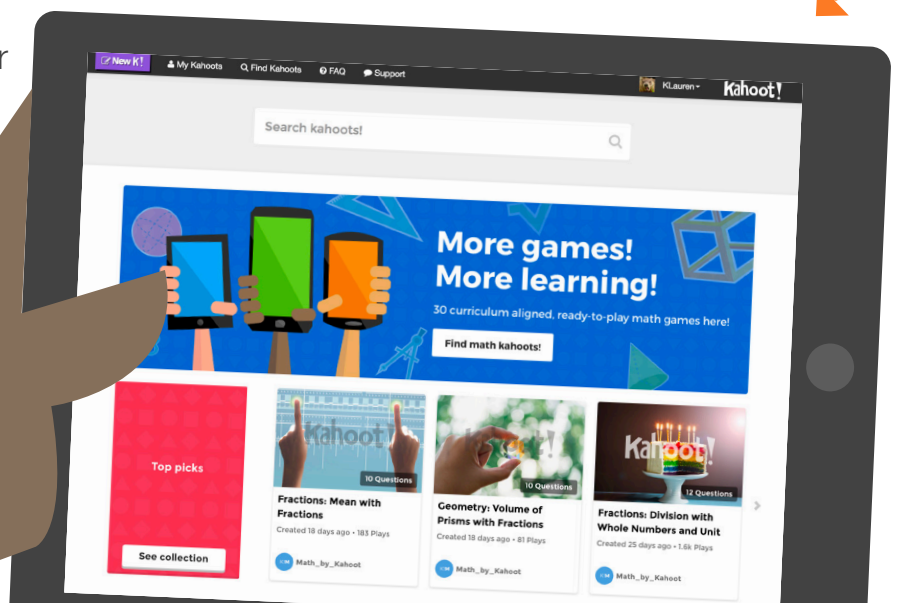 r
New K!
My Kahoots
Find Kahoots
FAQ
Support
KLauren
Kahoot!
Search kahoots!
More games!
More learning!
30 curriculum aligned, ready-to-play math games here!
Find math kahoots!
Top picks
See collection
Kahoot!
10 Questions
Fractions: Mean with
Fractions
Created 18 days ago • 183 Plays
Math_by_Kahoot
Kahoot!
10 Questions
Geometry: Volume of
Prisms with Fractions
Created 18 days ago • 81 Plays
Math_by_Kahoot
Kahoot!
12 Questions
Fractions: Division with
Whole Numbers and Unit
Created 25 days ago • 1.6k Plays
Math_by_Kahoot